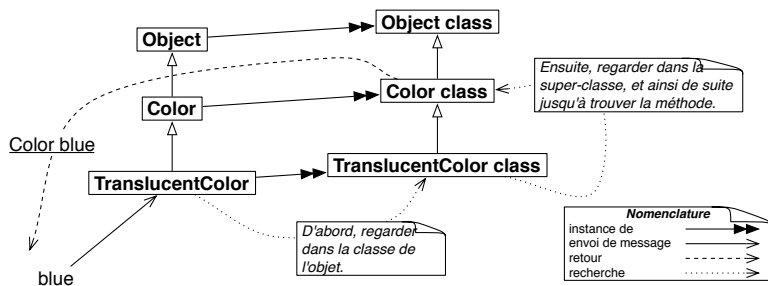 Object
Object class
Color
Color class
Ensuite, regarder dans la
super-classe, et ainsi de suite
jusqu'à trouver la méthode.
Color blue
TranslucentColor
TranslucentColor class
D'abord, regarder
dans la classe de
l'objet.
blue
Nomenclature
instance de
envoi de message
retour
recherche